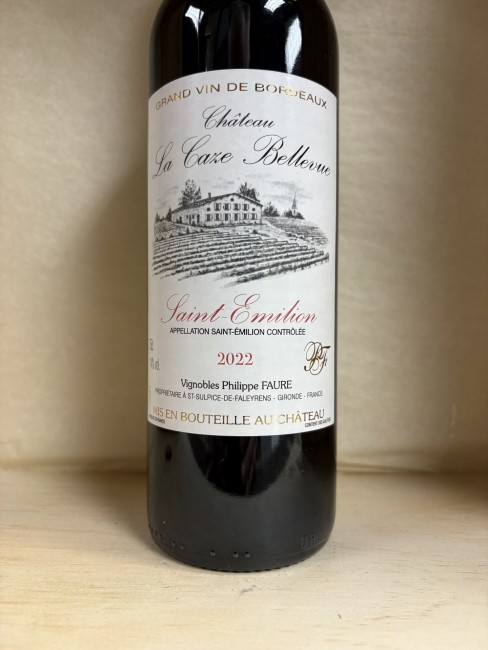 GRAND VIN DE BORDEAUX
Château
La Caze Bellevue
Saint-Emilion
APPELLATION SAINT-ÉMILION CONTRÔLÉE
2022
Vignobles Philippe FAURE
PROPRIÉTAIRE À ST-SULPICE-DE-FALEYRENS - GIRONDE - FRANCE
MIS EN BOUTEILLE AU CHÂTEAU